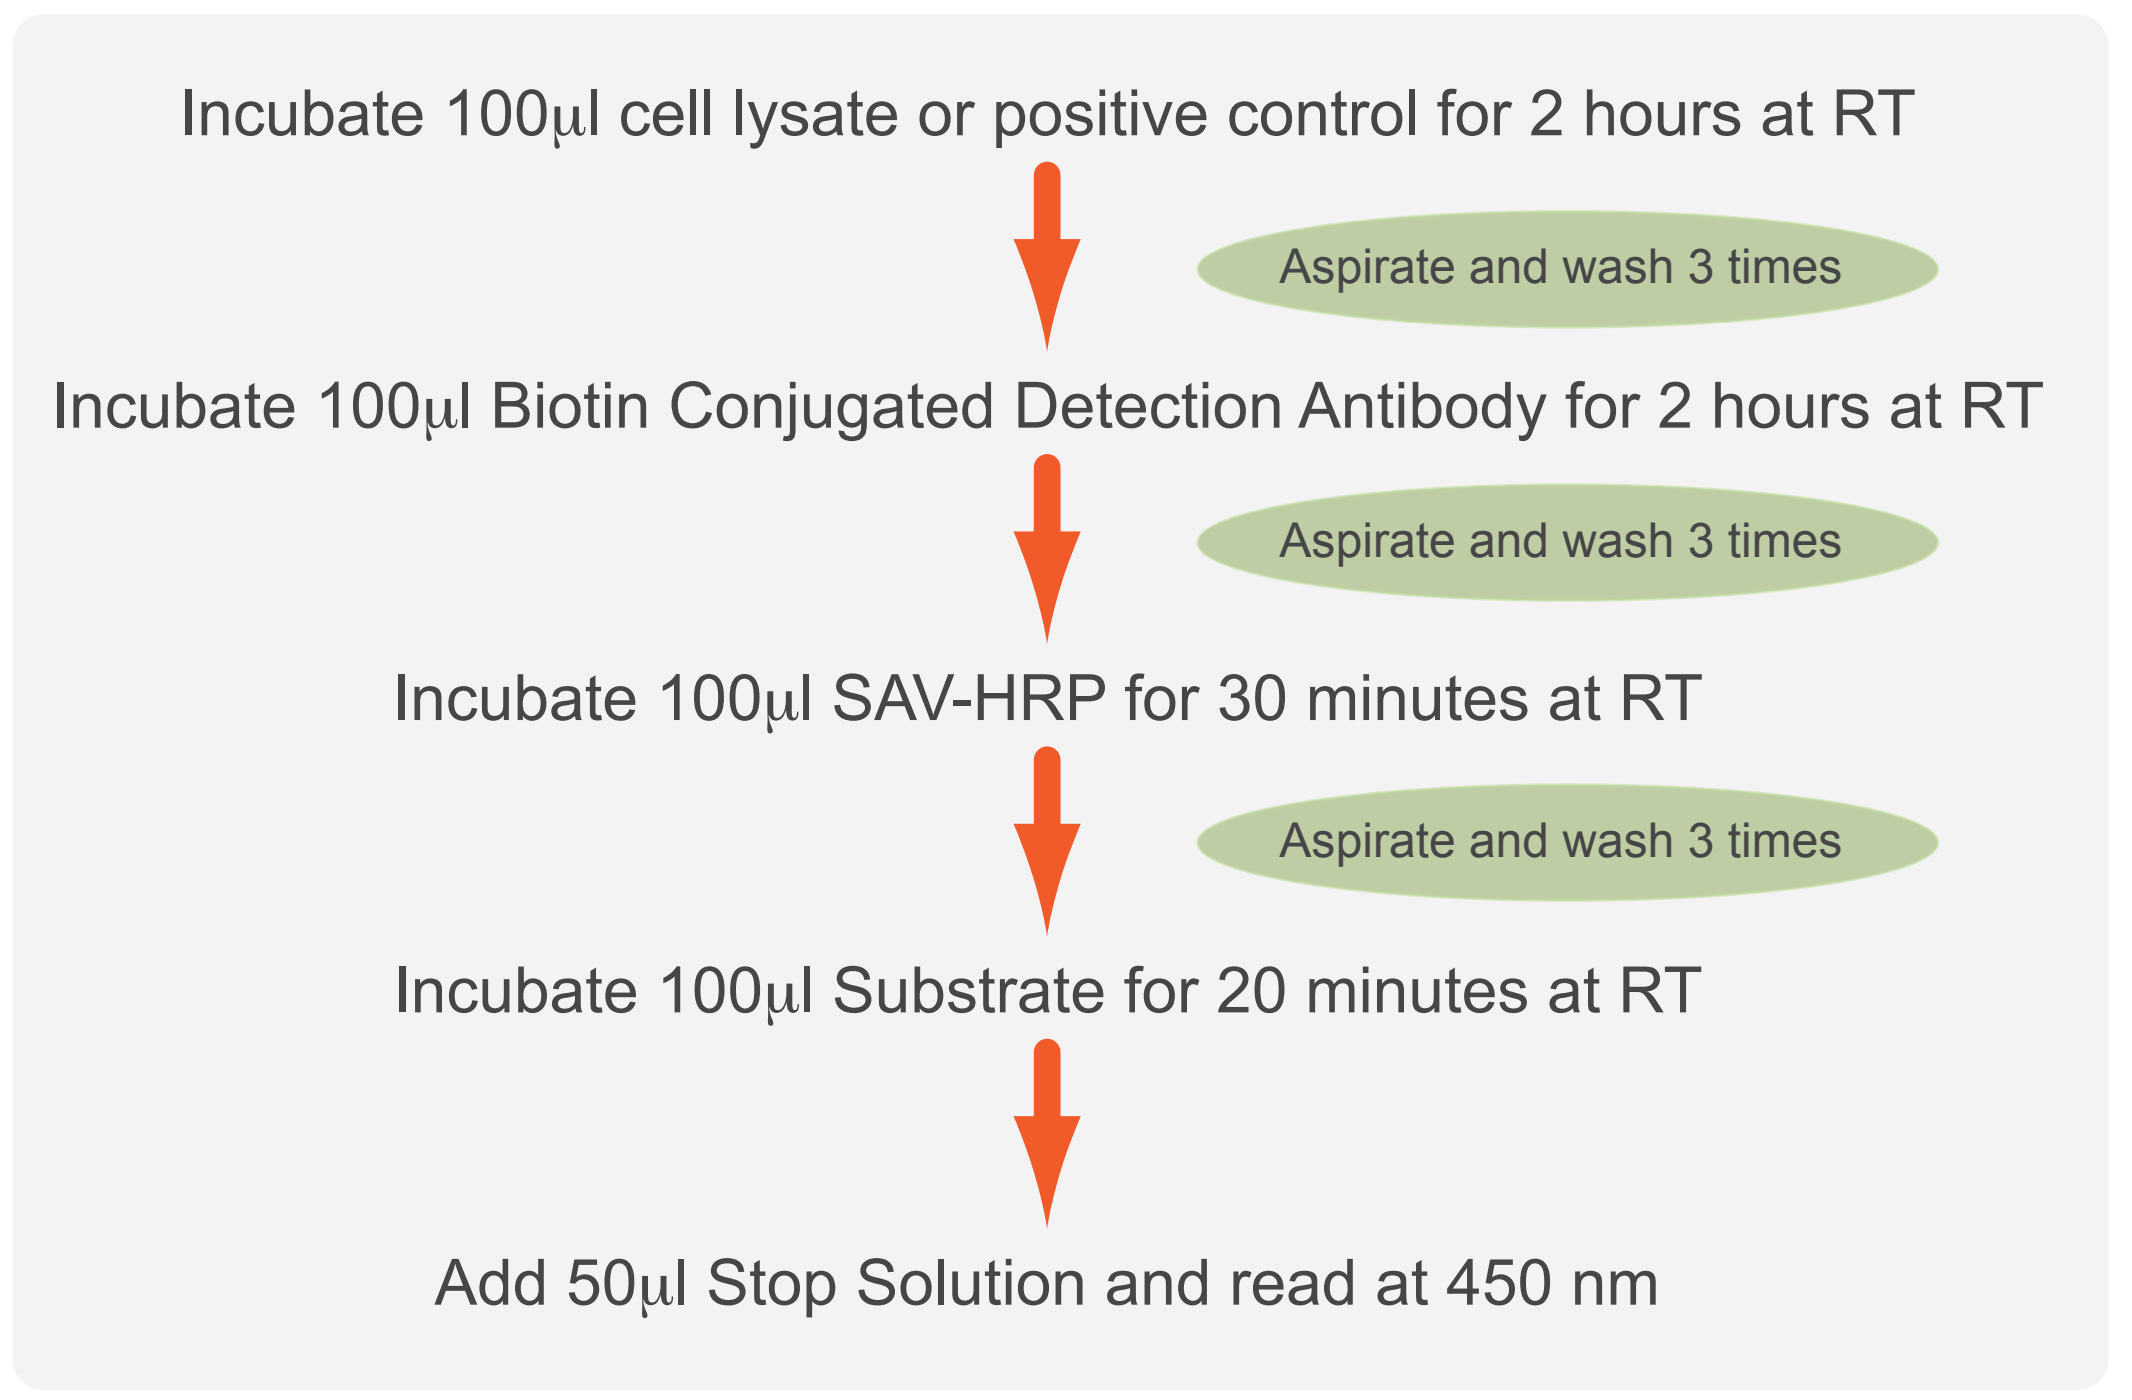 Incubate 100μl cell lysate or positive control for 2 hours at RT
Aspirate and wash 3 times
Incubate 100μl Biotin Conjugated Detection Antibody for 2 hours at RT
Aspirate and wash 3 times
Incubate 100μl SAV-HRP for 30 minutes at RT
Aspirate and wash 3 times
Incubate 100μl Substrate for 20 minutes at RT
Add 50μl Stop Solution and read at 450 nm